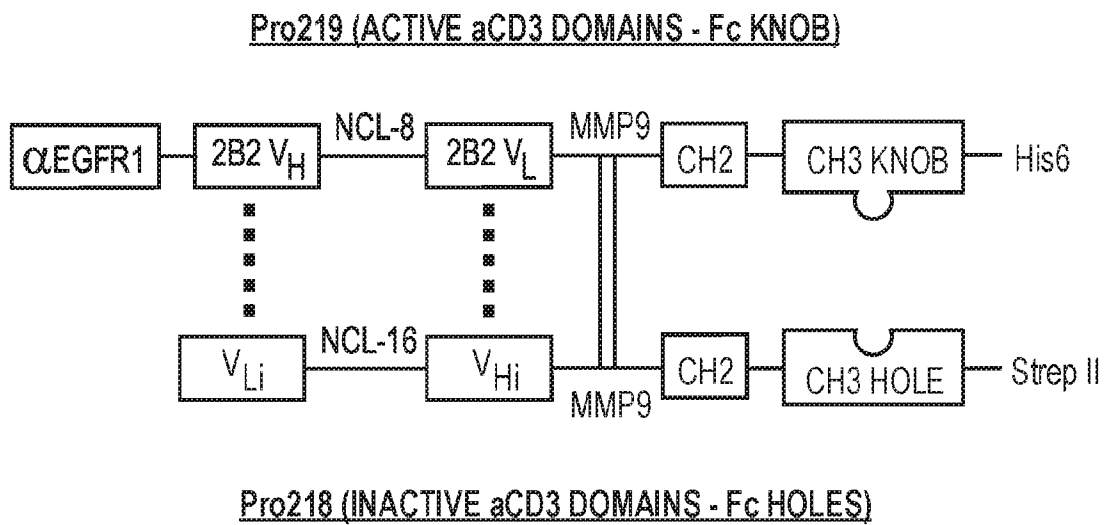 Pro219 (ACTIVE aCD3 DOMAINS - Fc KNOB)
αEGFR1 2B2 VH NCL-8 2B2 VL MMP9 CH2 CH3 KNOB His6
VLi NCL-16 VHi MMP9 CH2 CH3 HOLE Strep II
Pro218 (INACTIVE aCD3 DOMAINS - Fc HOLES)